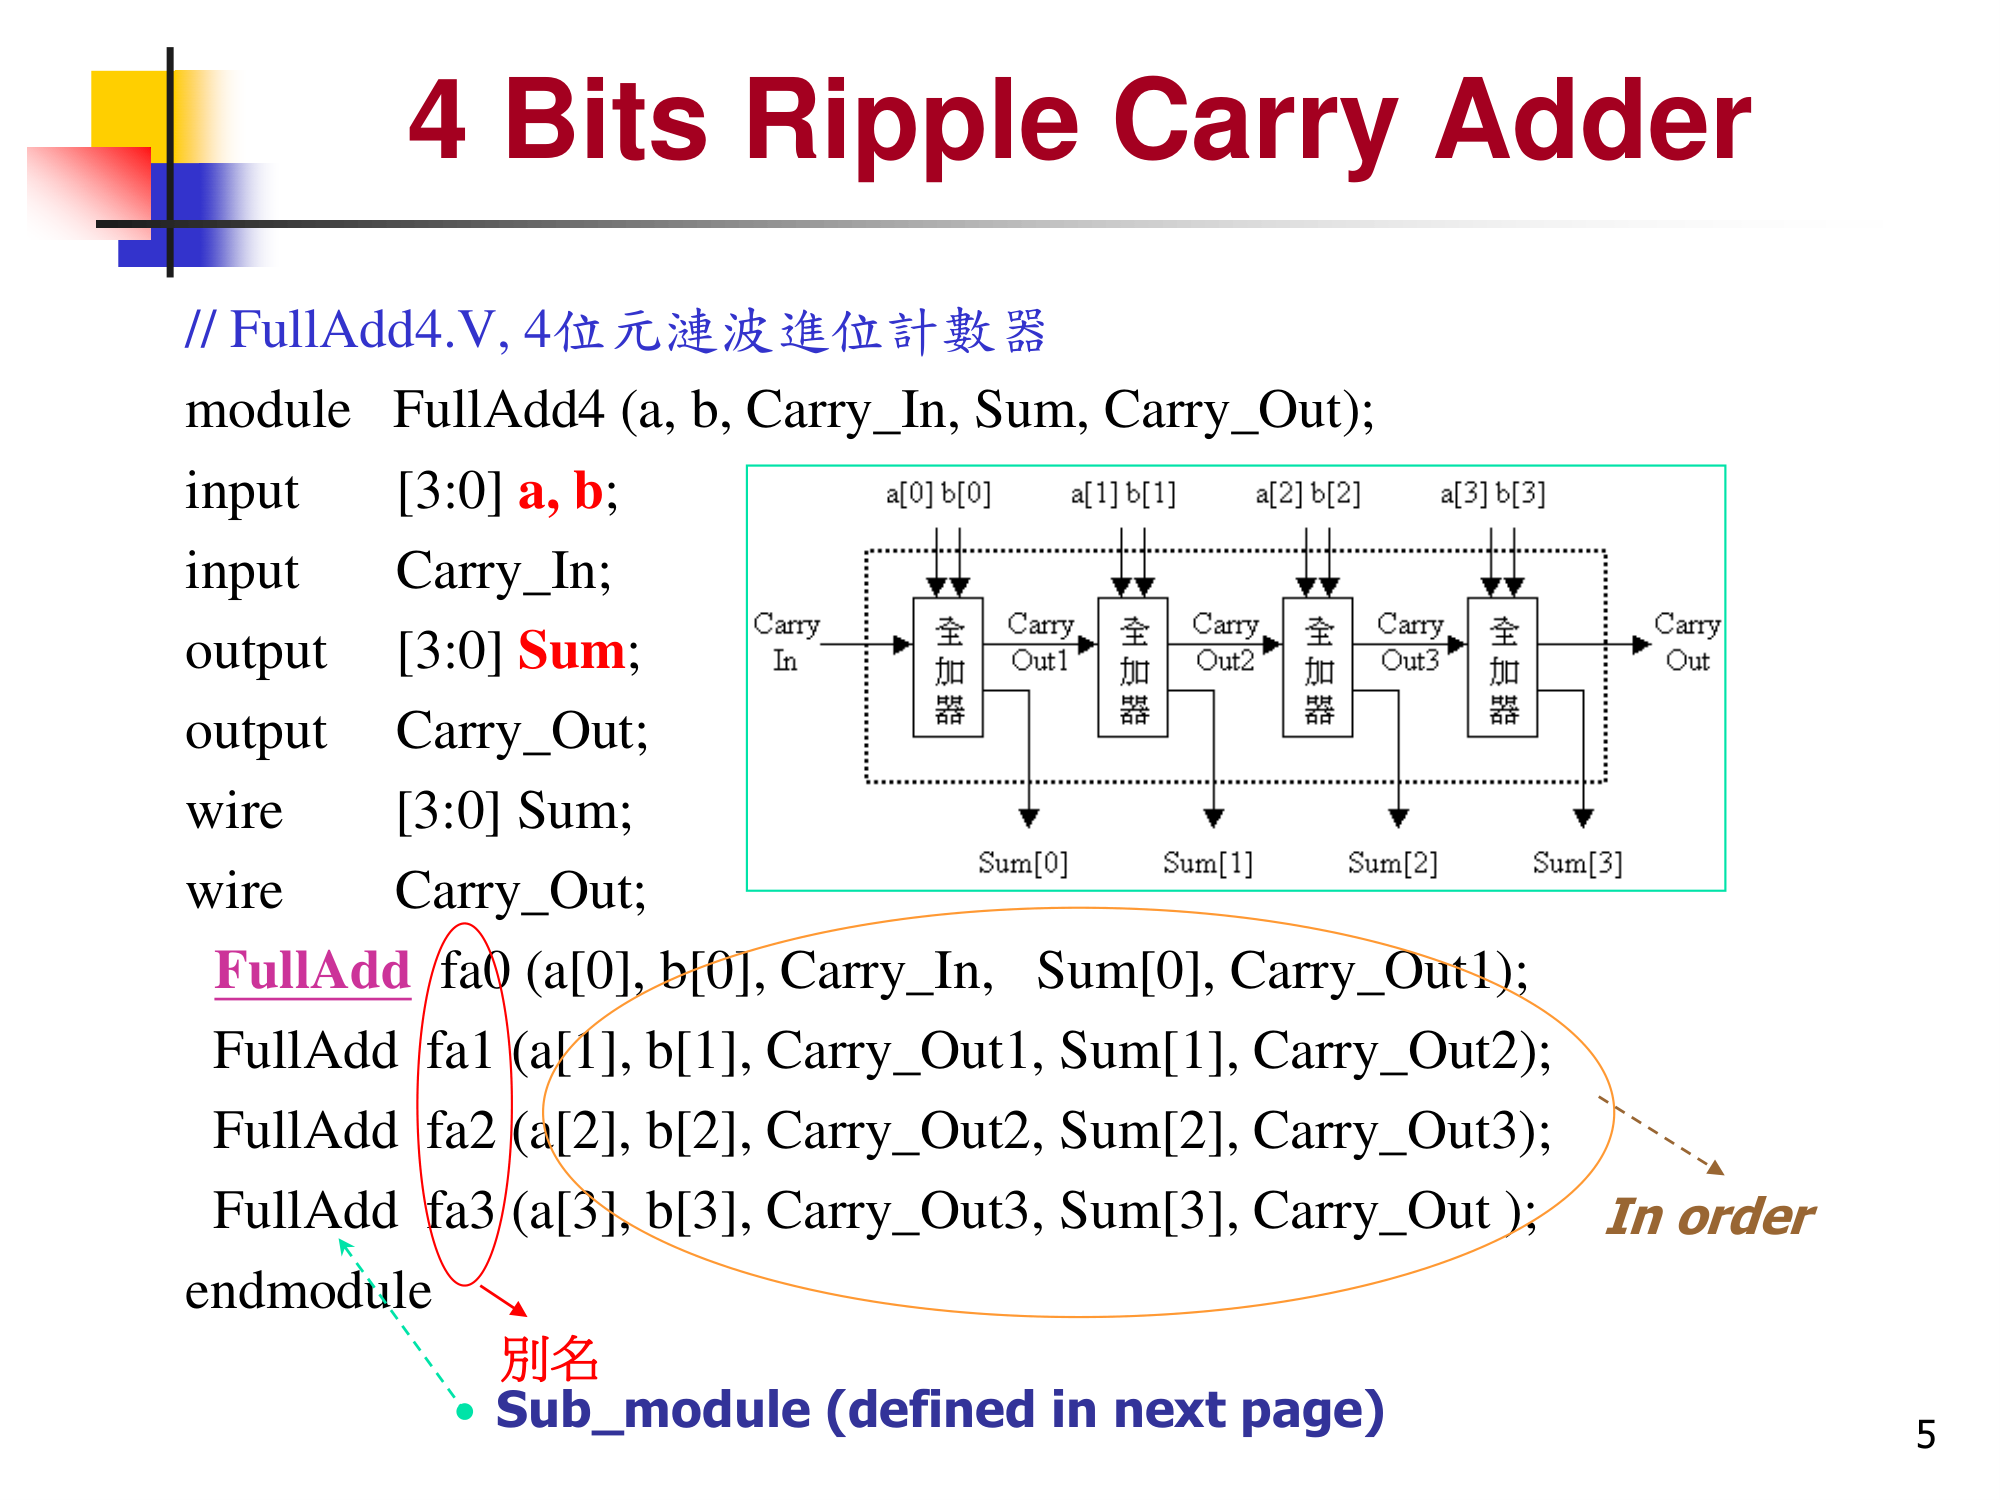 4 Bits Ripple Carry Adder
// FullAdd4.V, 4位元漣波進位計數器
module FullAdd4 (a, b, Carry_In, Sum, Carry_Out);
input [3:0] a, b;
input Carry_In;
output [3:0] Sum;
output Carry_Out;
wire [3:0] Sum;
wire Carry_Out;
a[0] b[0] a[1] b[1] a[2] b[2] a[3] b[3]
Carry In 全加器 Carry Out1 全加器 Carry Out2 全加器 Carry Out3 全加器 Carry Out
Sum[0] Sum[1] Sum[2] Sum[3]
FullAdd fa0 (a[0], b[0], Carry_In, Sum[0], Carry_Out1);
FullAdd fa1 (a[1], b[1], Carry_Out1, Sum[1], Carry_Out2);
FullAdd fa2 (a[2], b[2], Carry_Out2, Sum[2], Carry_Out3);
FullAdd fa3 (a[3], b[3], Carry_Out3, Sum[3], Carry_Out );
In order
endmodule
別名
• Sub_module (defined in next page)
5